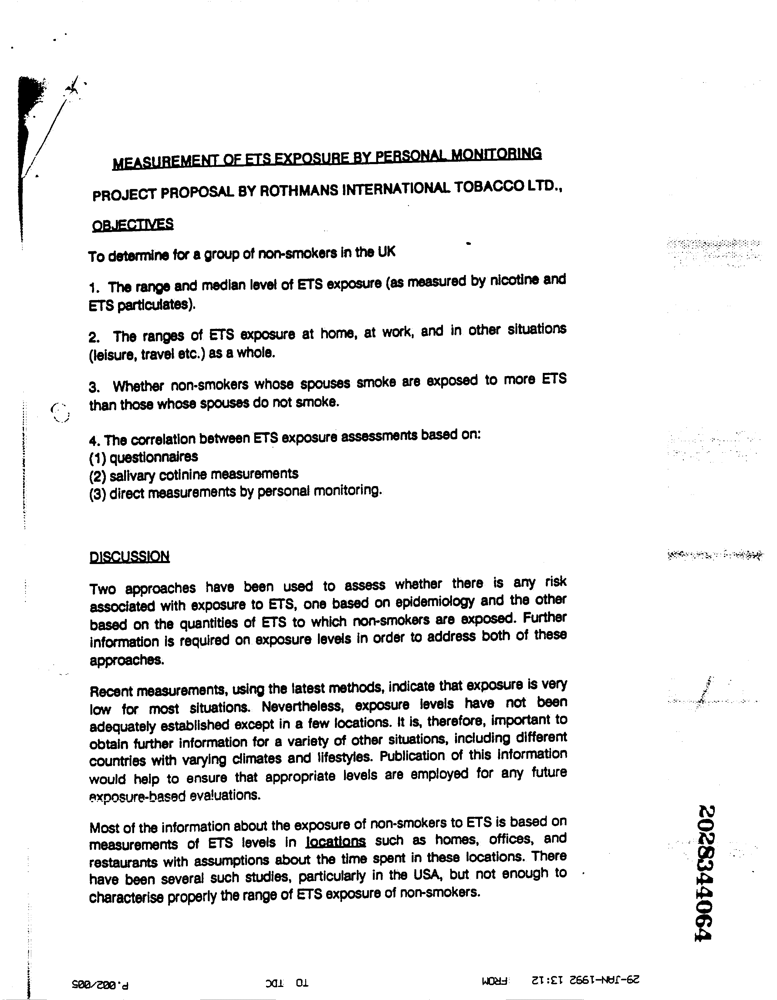 MEASUREMENT OF ETS EXPOSURE BY PERSONAL MONITORING
PROJECT PROPOSAL BY ROTHMANS INTERNATIONAL TOBACCO LTD.,
OBJECTIVES
To determine for a group of non-smokers in the UK
1. The range and median level of ETS exposure (as measured by nicotine and
ETS particulates).
2. The ranges of ETS exposure at home, at work, and in other situations
(leisure, travel etc.) as a whole.
3. Whether non-smokers whose spouses smoke are exposed to more ETS
than those whose spouses do not smoke.
4. The correlation between ETS exposure assessments based on:
(1) questionnaires
(2) salivary cotinine measurements
(3) direct measurements by personal monitoring.
DISCUSSION
Two approaches have been used to assess whether there is any risk
associated with exposure to ETS, one based on epidemiology and the other
based on the quantities of ETS to which non-smokers are exposed. Further
information is required on exposure levels in order to address both of these
approaches.
Recent measurements, using the latest methods, indicate that exposure is very
low for most situations. Nevertheless, exposure levels have not been
adequately established except in a few locations. It is, therefore, important to
obtain further information for a variety of other situations, including different
countries with varying climates and lifestyles. Publication of this information
would help to ensure that appropriate levels are employed for any future
exposure-based evaluations.
Most of the information about the exposure of non-smokers to ETS is based on
measurements of ETS levels in locations such as homes, offices, and
restaurants with assumptions about the time spent in these locations. There
have been several such studies, particularly in the USA, but not enough to
characterise properly the range of ETS exposure of non-smokers.
2028344064
29-JAN-1992 13:12 FROM TO TDC P.002/005